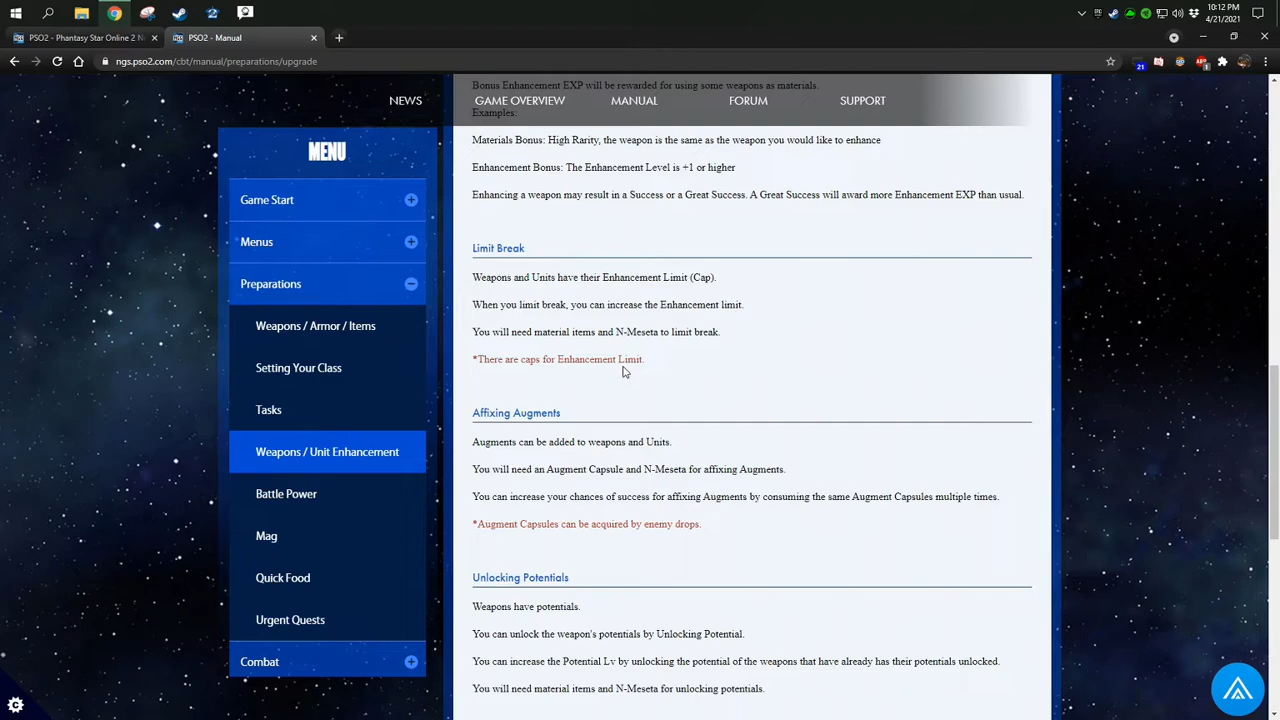 10:12 PM
4/21/2021
PSO2 - Phantasy Star Online 2 N
PSO2 - Manual
ngs.pso2.com/cbt/manual/preparations/upgrade
21
1
NEWS
GAME OVERVIEW
MANUAL
FORUM
SUPPORT
MENU
Game Start
Menus
Preparations
Weapons / Armor / Items
Setting Your Class
Tasks
Weapons / Unit Enhancement
Battle Power
Mag
Quick Food
Urgent Quests
Combat
Bonus Enhancement EXP will be rewarded for using some weapons as materials.
Examples:
Materials Bonus: High Rarity, the weapon is the same as the weapon you would like to enhance
Enhancement Bonus: The Enhancement Level is +1 or higher
Enhancing a weapon may result in a Success or a Great Success. A Great Success will award more Enhancement EXP than usual.
Limit Break
Weapons and Units have their Enhancement Limit (Cap).
When you limit break, you can increase the Enhancement limit.
You will need material items and N-Meseta to limit break.
*There are caps for Enhancement Limit.
Affixing Augments
Augments can be added to weapons and Units.
You will need an Augment Capsule and N-Meseta for affixing Augments.
You can increase your chances of success for affixing Augments by consuming the same Augment Capsules multiple times.
*Augment Capsules can be acquired by enemy drops.
Unlocking Potentials
Weapons have potentials.
You can unlock the weapon's potentials by Unlocking Potential.
You can increase the Potential Lv by unlocking the potential of the weapons that have already has their potentials unlocked.
You will need material items and N-Meseta for unlocking potentials.